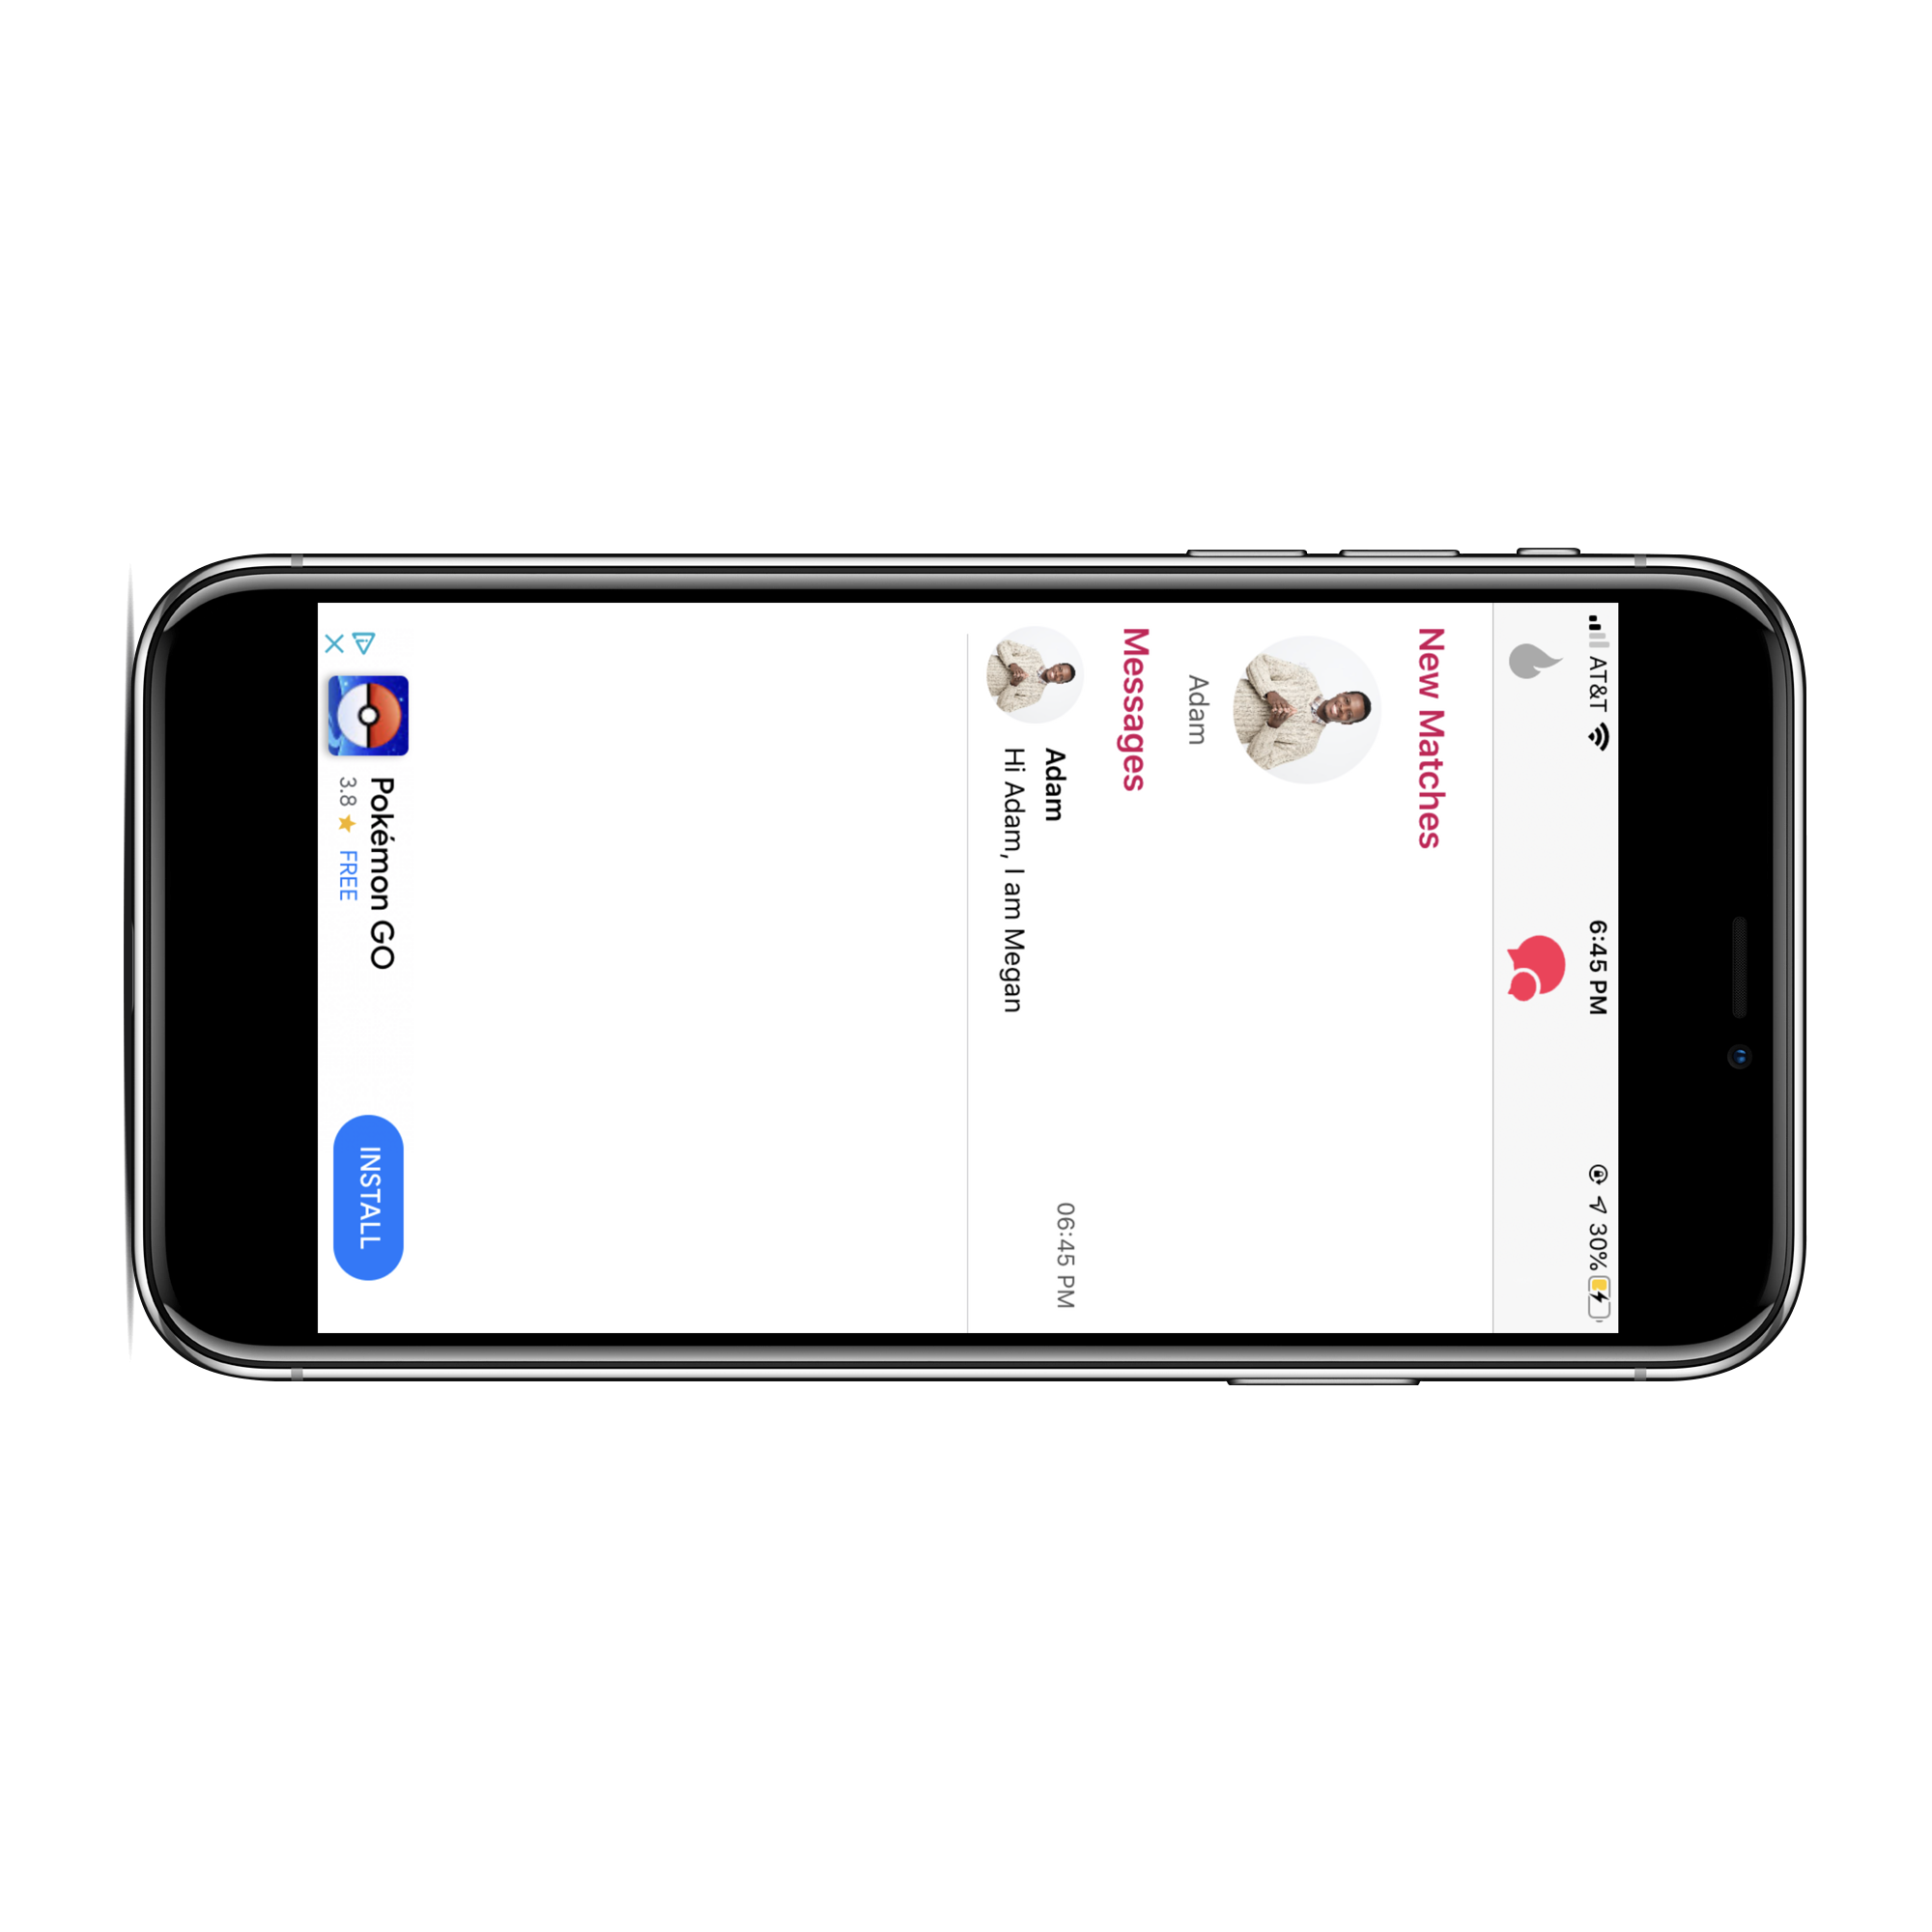 AT&T 6:45 PM 30%
New Matches
Adam
Messages
Adam 06:45 PM
Hi Adam, I am Megan
Pokémon GO
3.8 FREE
INSTALL